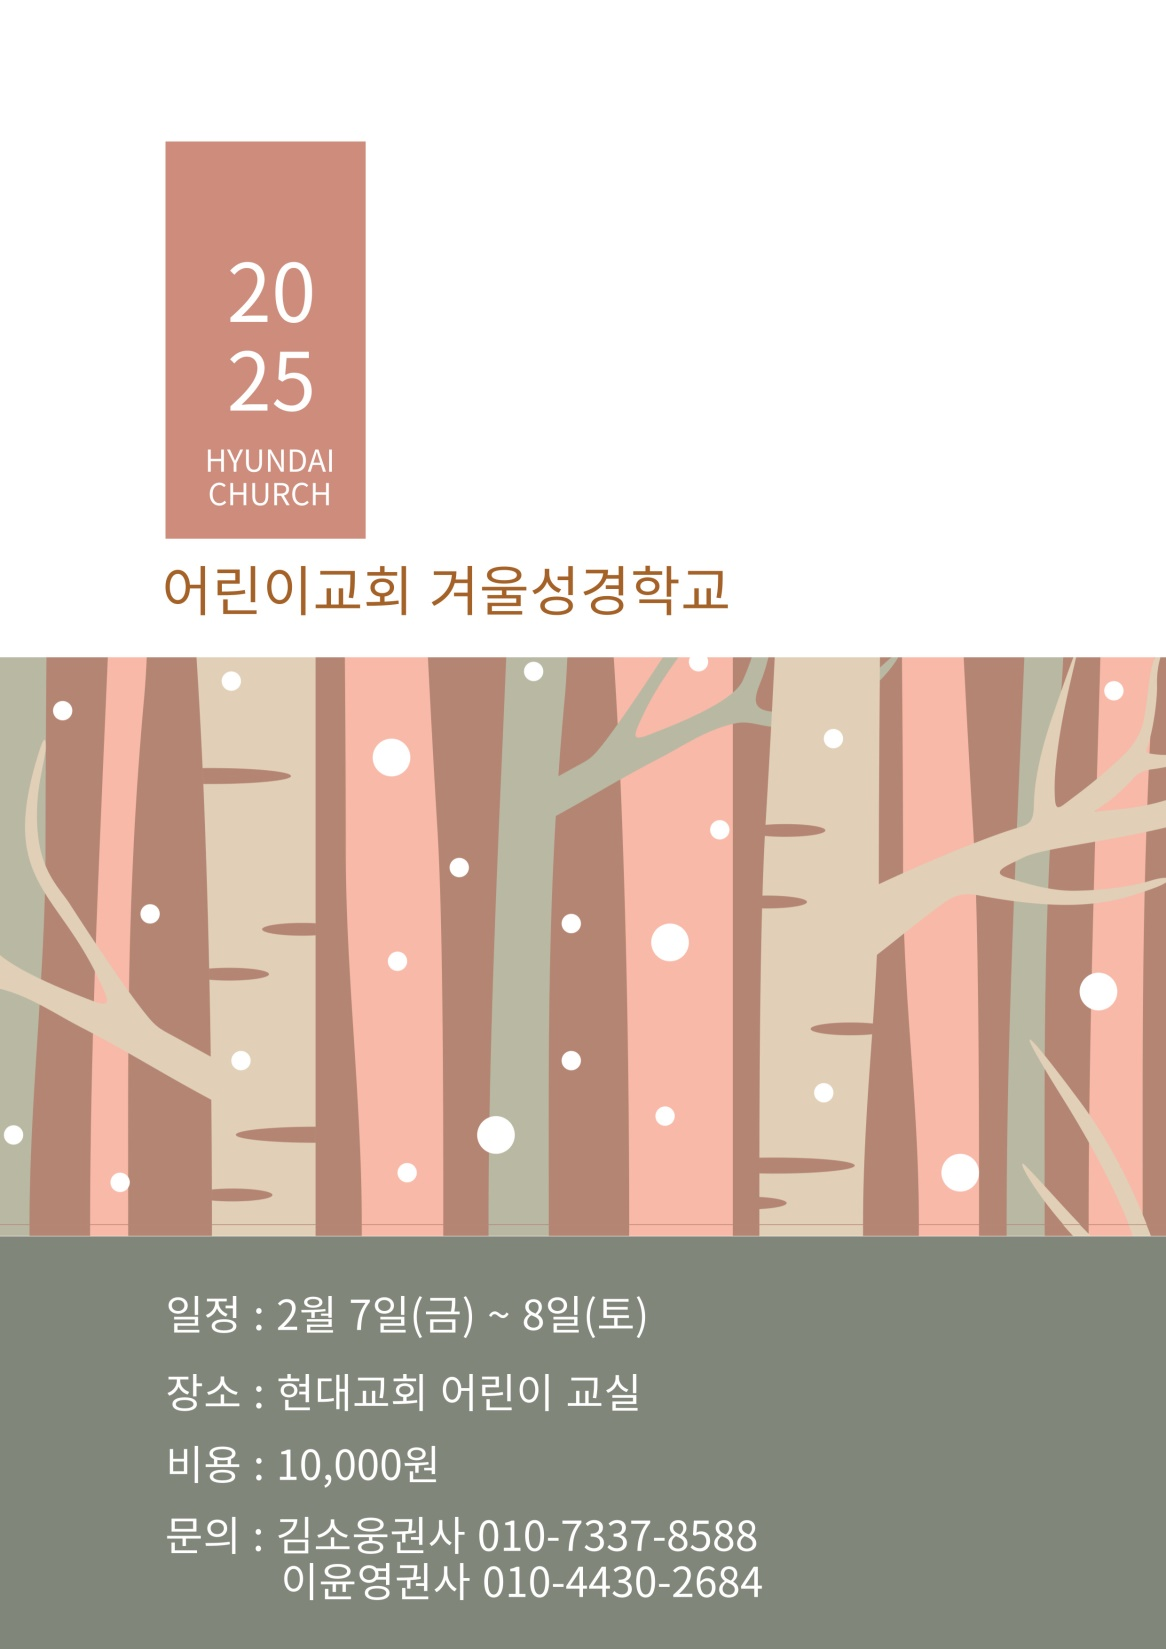 20
25
HYUNDAI
CHURCH
어린이교회 겨울성경학교
일정 : 2월 7일(금) ~ 8일(토)
장소 : 현대교회 어린이 교실
비용 : 10,000원
문의 : 김소웅권사 010-7337-8588
이윤영권사 010-4430-2684